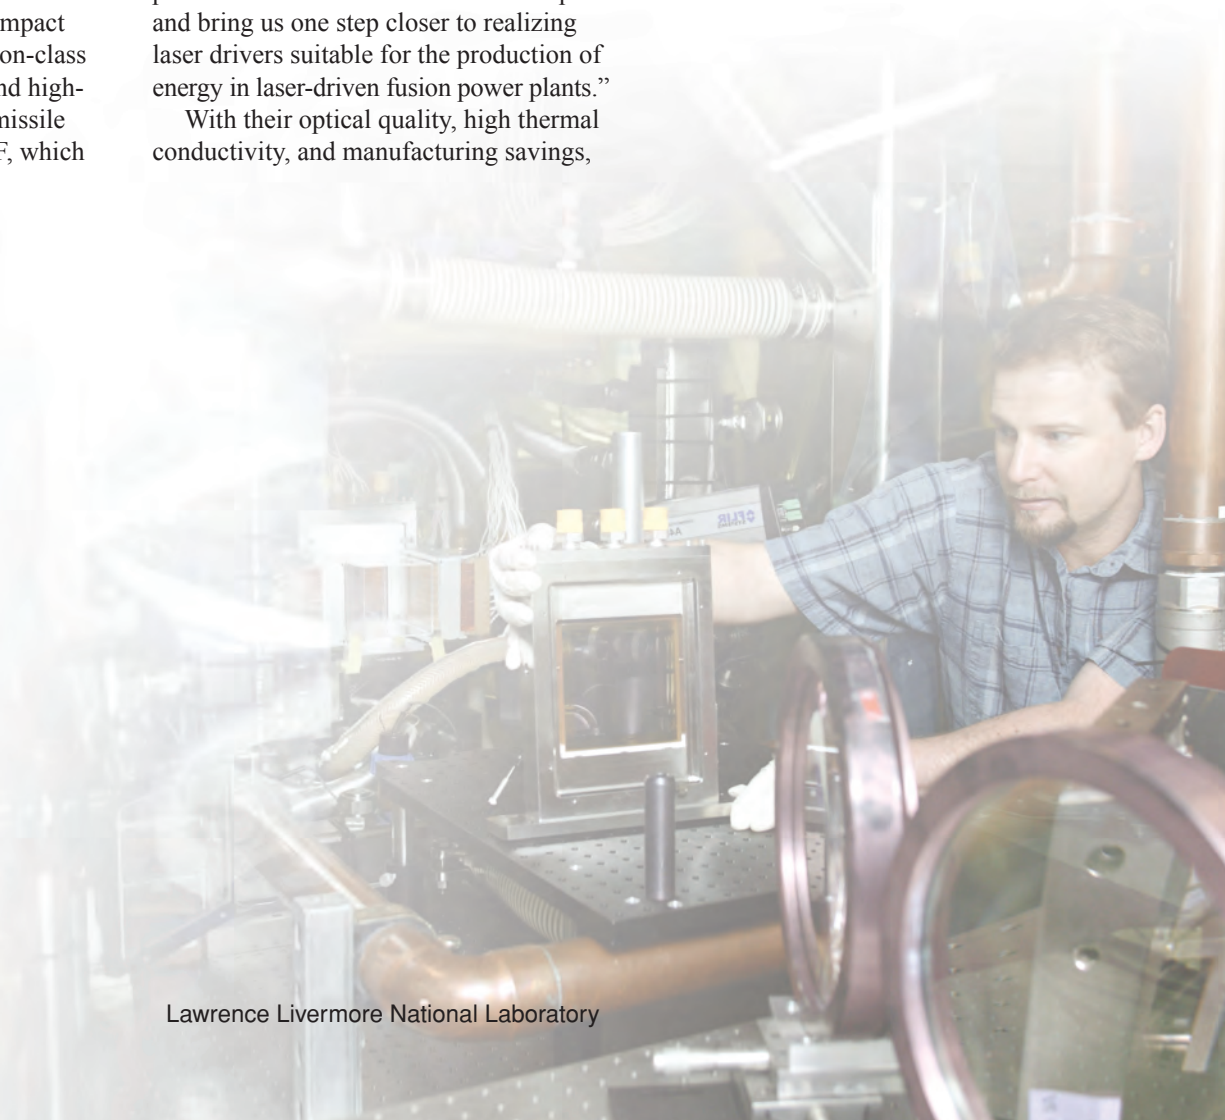 mpact
on-class
nd high-
missile
F, which
and bring us one step closer to realizing
laser drivers suitable for the production of
energy in laser-driven fusion power plants.”
With their optical quality, high thermal
conductivity, and manufacturing savings,
FLIR
Lawrence Livermore National Laboratory